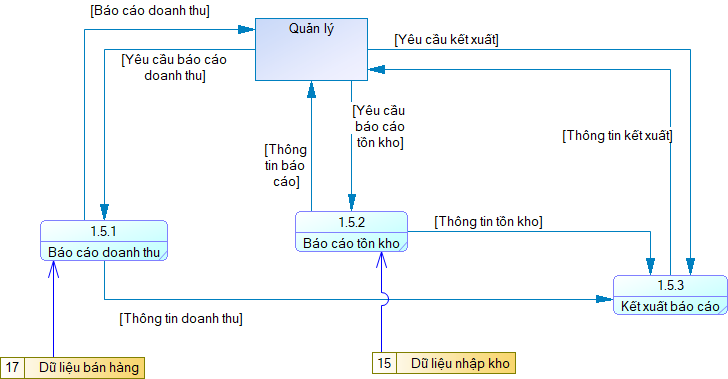 [Báo cáo doanh thu]
Quản lý
[Yêu cầu kết xuất]
[Yêu cầu báo cáo
doanh thu]
[Yêu cầu
báo cáo
tồn kho]
[Thông tin kết xuất]
[Thông
tin báo
cáo]
1.5.1
Báo cáo doanh thu
1.5.2
Báo cáo tồn kho
[Thông tin tồn kho]
1.5.3
Kết xuất báo cáo
[Thông tin doanh thu]
17 Dữ liệu bán hàng
15 Dữ liệu nhập kho